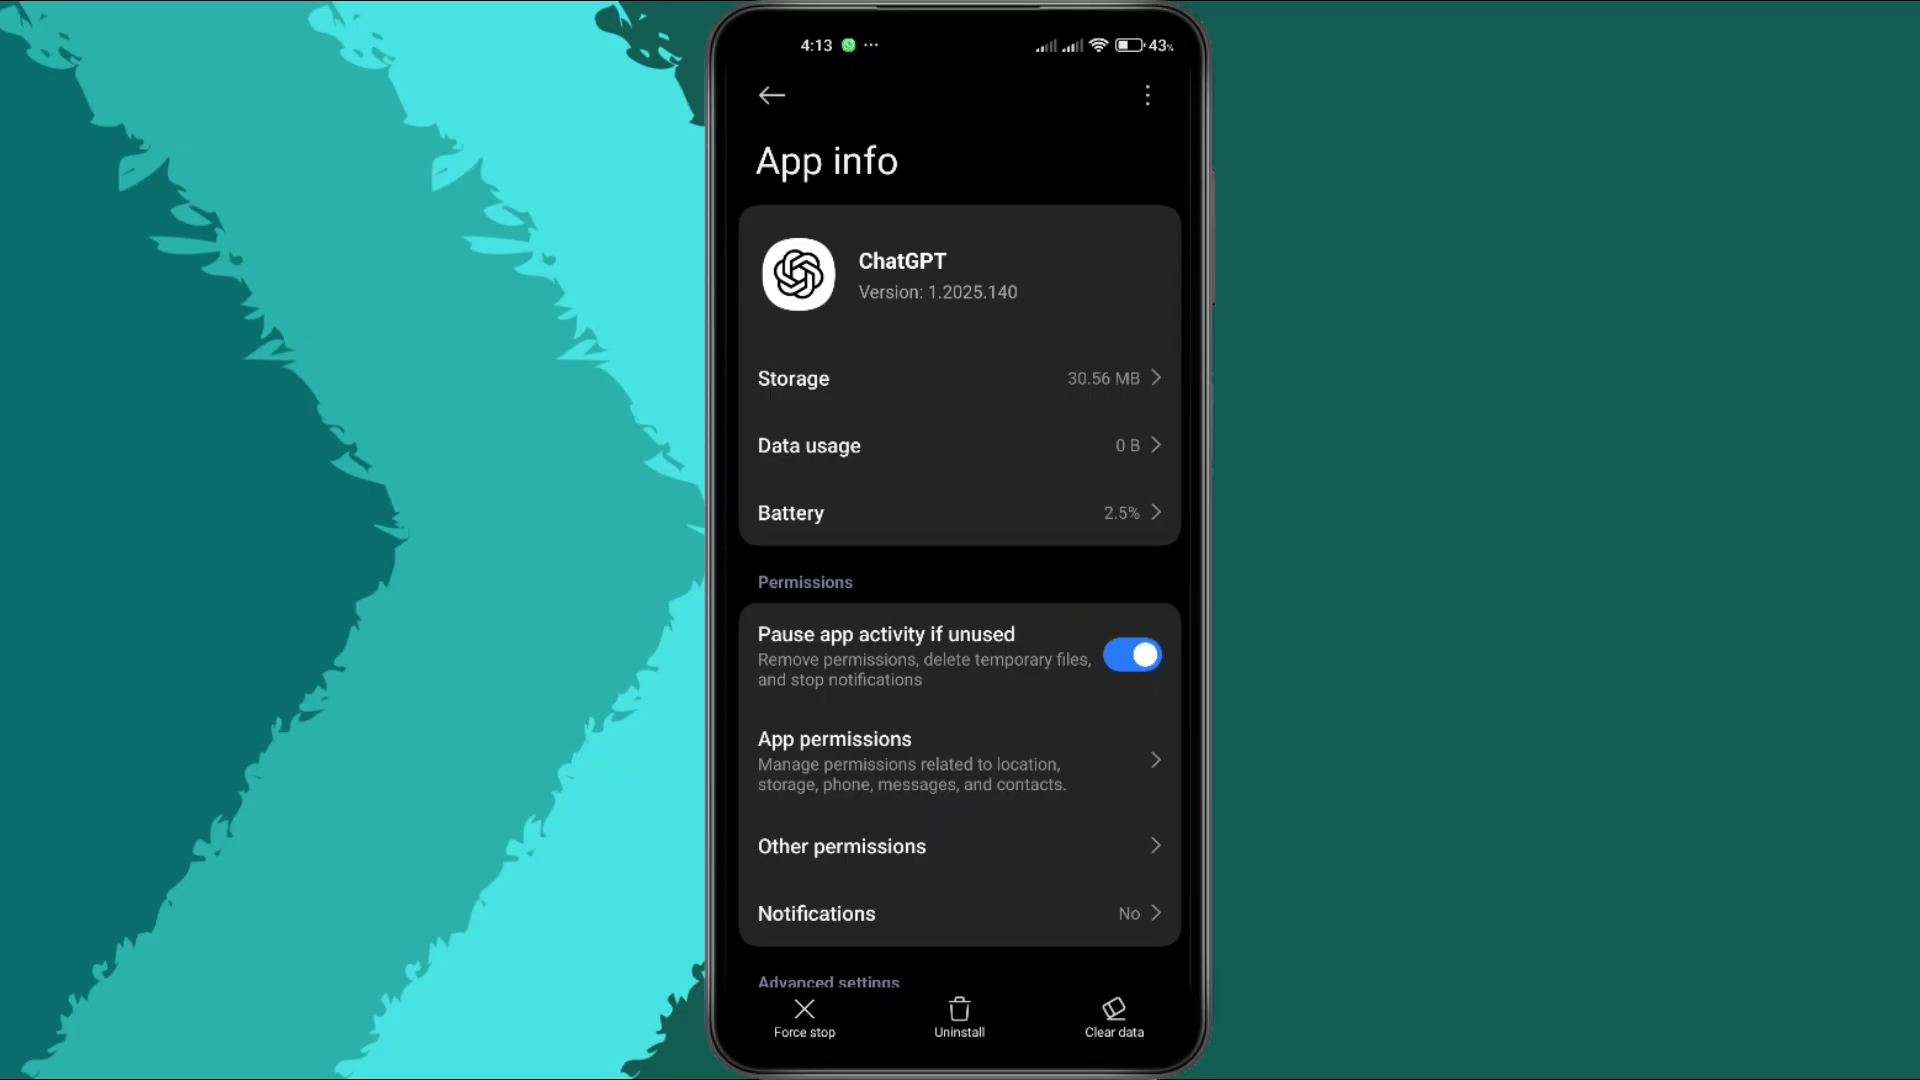 4:13 ... 43%
App info
ChatGPT
Version: 1.2025.140
Storage 30.56 MB
Data usage 0 B
Battery 2.5%
Permissions
Pause app activity if unused
Remove permissions, delete temporary files,
and stop notifications
App permissions
Manage permissions related to location,
storage, phone, messages, and contacts.
Other permissions
Notifications No
Advanced settings
Force stop Uninstall Clear data